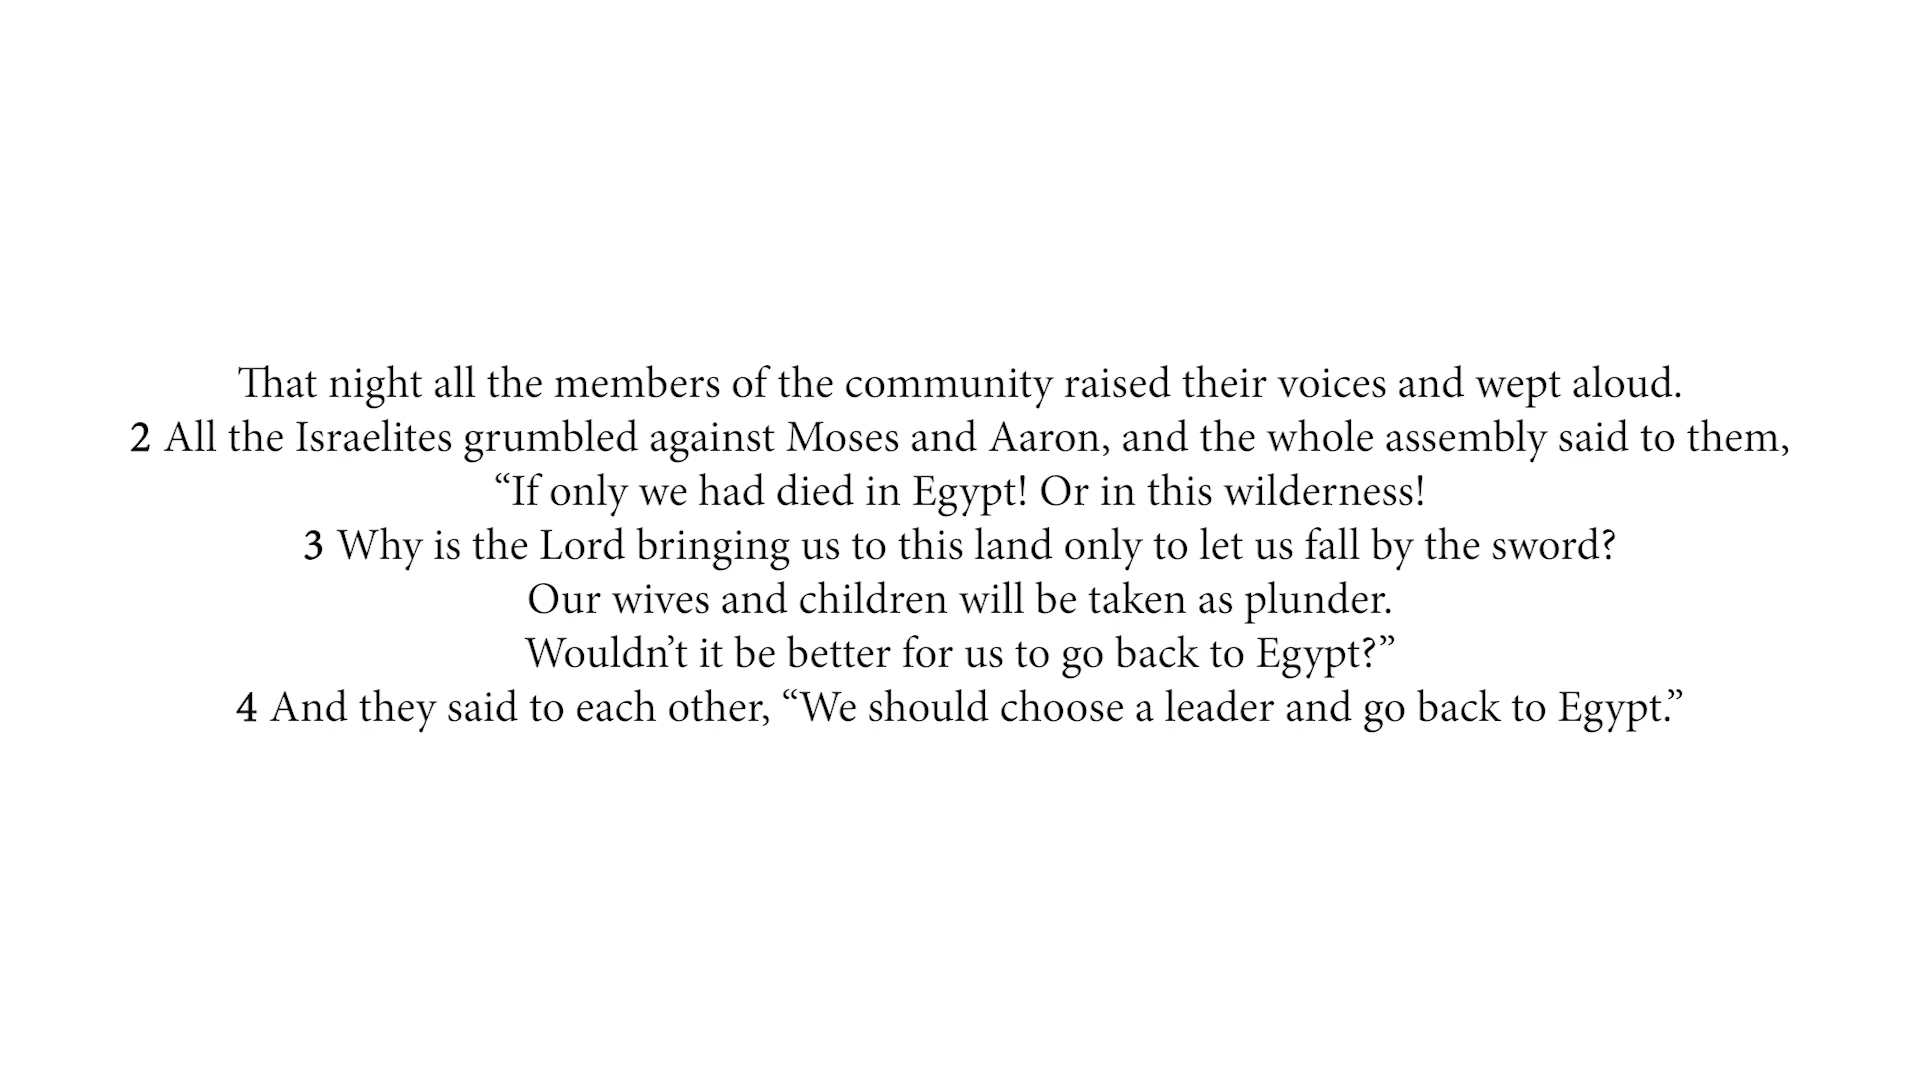 That night all the members of the community raised their voices and wept aloud.
2 All the Israelites grumbled against Moses and Aaron, and the whole assembly said to them,
“If only we had died in Egypt! Or in this wilderness!
3 Why is the Lord bringing us to this land only to let us fall by the sword?
Our wives and children will be taken as plunder.
Wouldn’t it be better for us to go back to Egypt?”
4 And they said to each other, “We should choose a leader and go back to Egypt.”